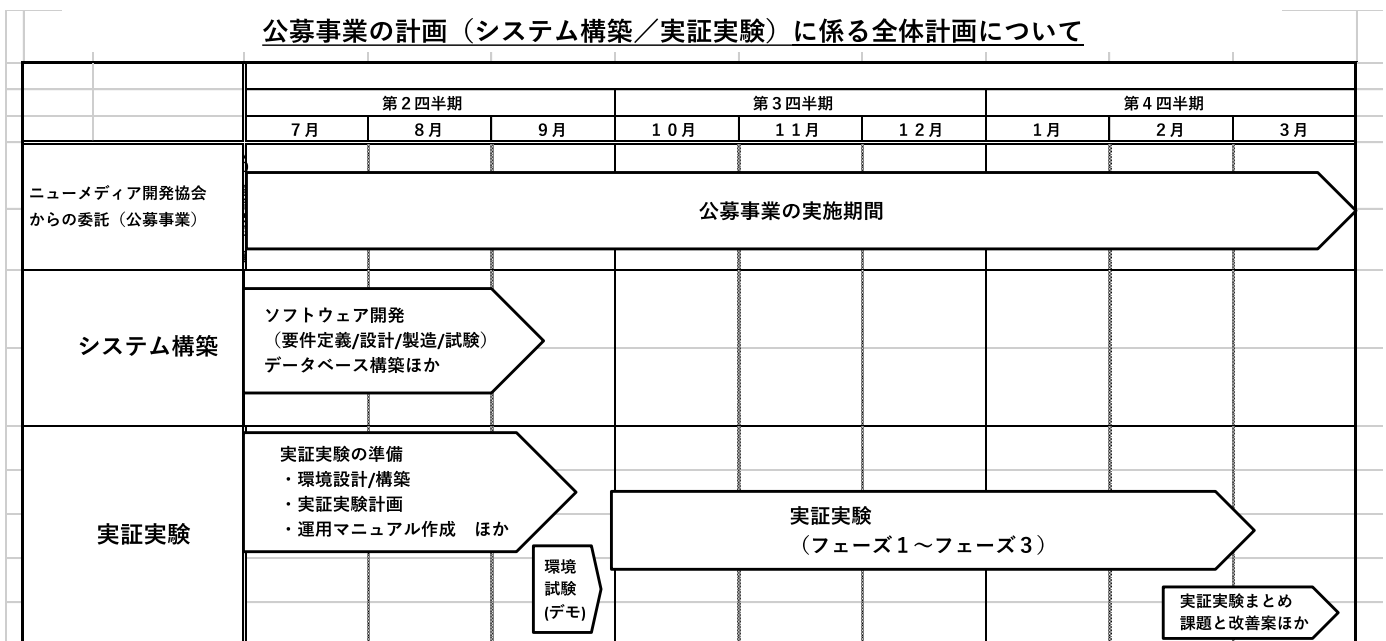 公募事業の計画（システム構築／実証実験）に係る全体計画について
第２四半期
第３四半期
第４四半期
７月
８月
９月
１０月
１１月
１２月
１月
２月
３月
ニューメディア開発協会
からの委託（公募事業）
公募事業の実施期間
システム構築
ソフトウェア開発
（要件定義/設計/製造/試験）
データベース構築ほか
実証実験
実証実験の準備
・環境設計/構築
・実証実験計画
・運用マニュアル作成　ほか
実証実験
（フェーズ１～フェーズ３）
環境
試験
(デモ)
実証実験まとめ
課題と改善案ほか